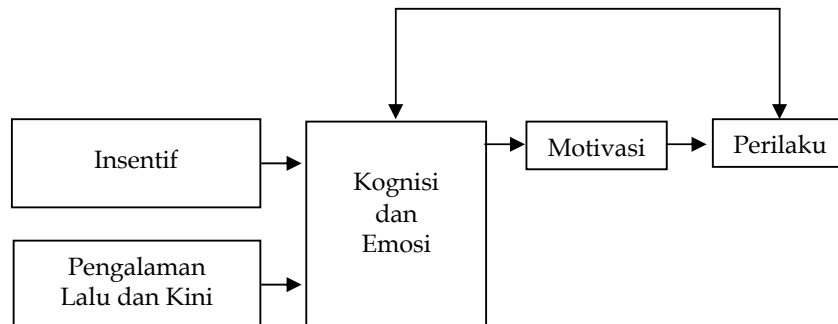 Insentif
Pengalaman
Lalu dan Kini
Kognisi
dan
Emosi
Motivasi
Perilaku